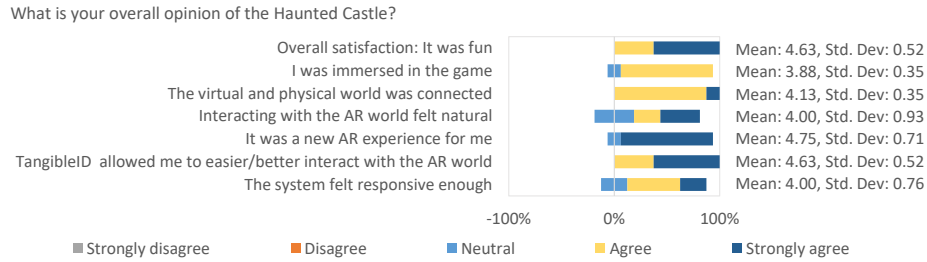 What is your overall opinion of the Haunted Castle?
Overall satisfaction: It was fun Mean: 4.63, Std. Dev: 0.52
I was immersed in the game Mean: 3.88, Std. Dev: 0.35
The virtual and physical world was connected Mean: 4.13, Std. Dev: 0.35
Interacting with the AR world felt natural Mean: 4.00, Std. Dev: 0.93
It was a new AR experience for me Mean: 4.75, Std. Dev: 0.71
TangibleID allowed me to easier/better interact with the AR world Mean: 4.63, Std. Dev: 0.52
The system felt responsive enough Mean: 4.00, Std. Dev: 0.76
-100% 0% 100%
Strongly disagree Disagree Neutral Agree Strongly agree